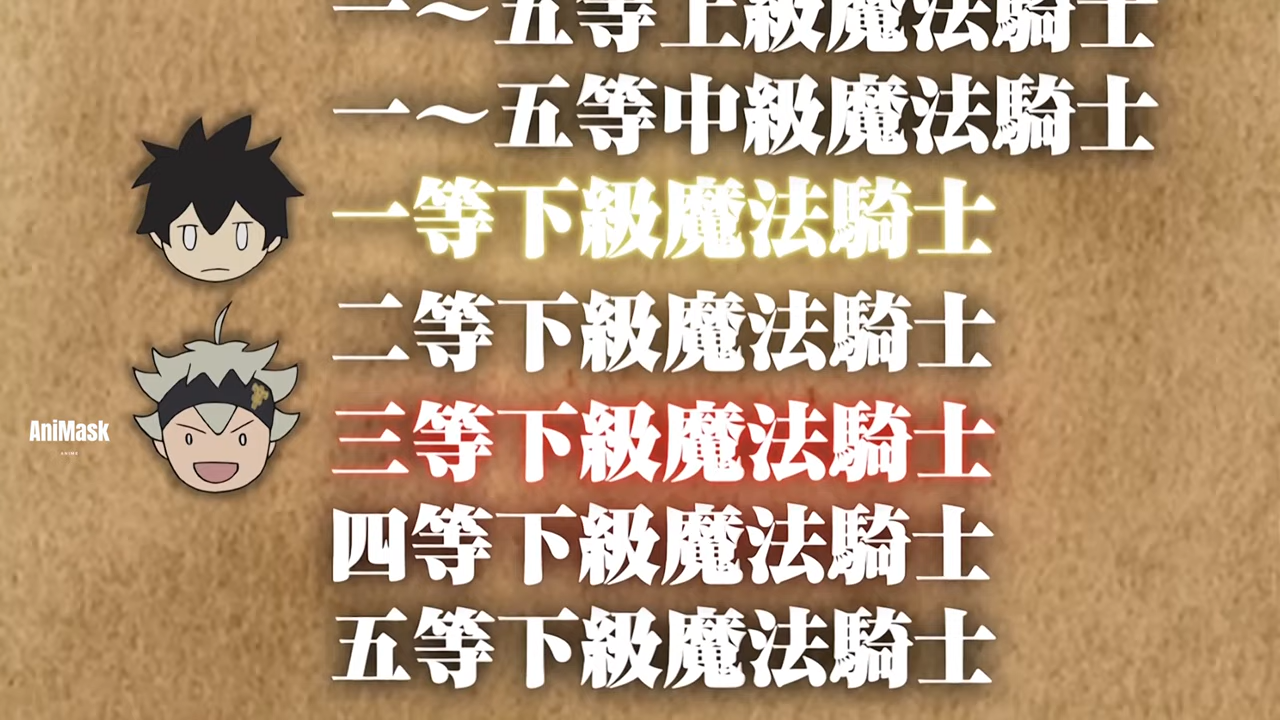 一～五等上級魔法騎士
一～五等中級魔法騎士
一等下級魔法騎士
二等下級魔法騎士
三等下級魔法騎士
四等下級魔法騎士
五等下級魔法騎士
AniMask
ANIME